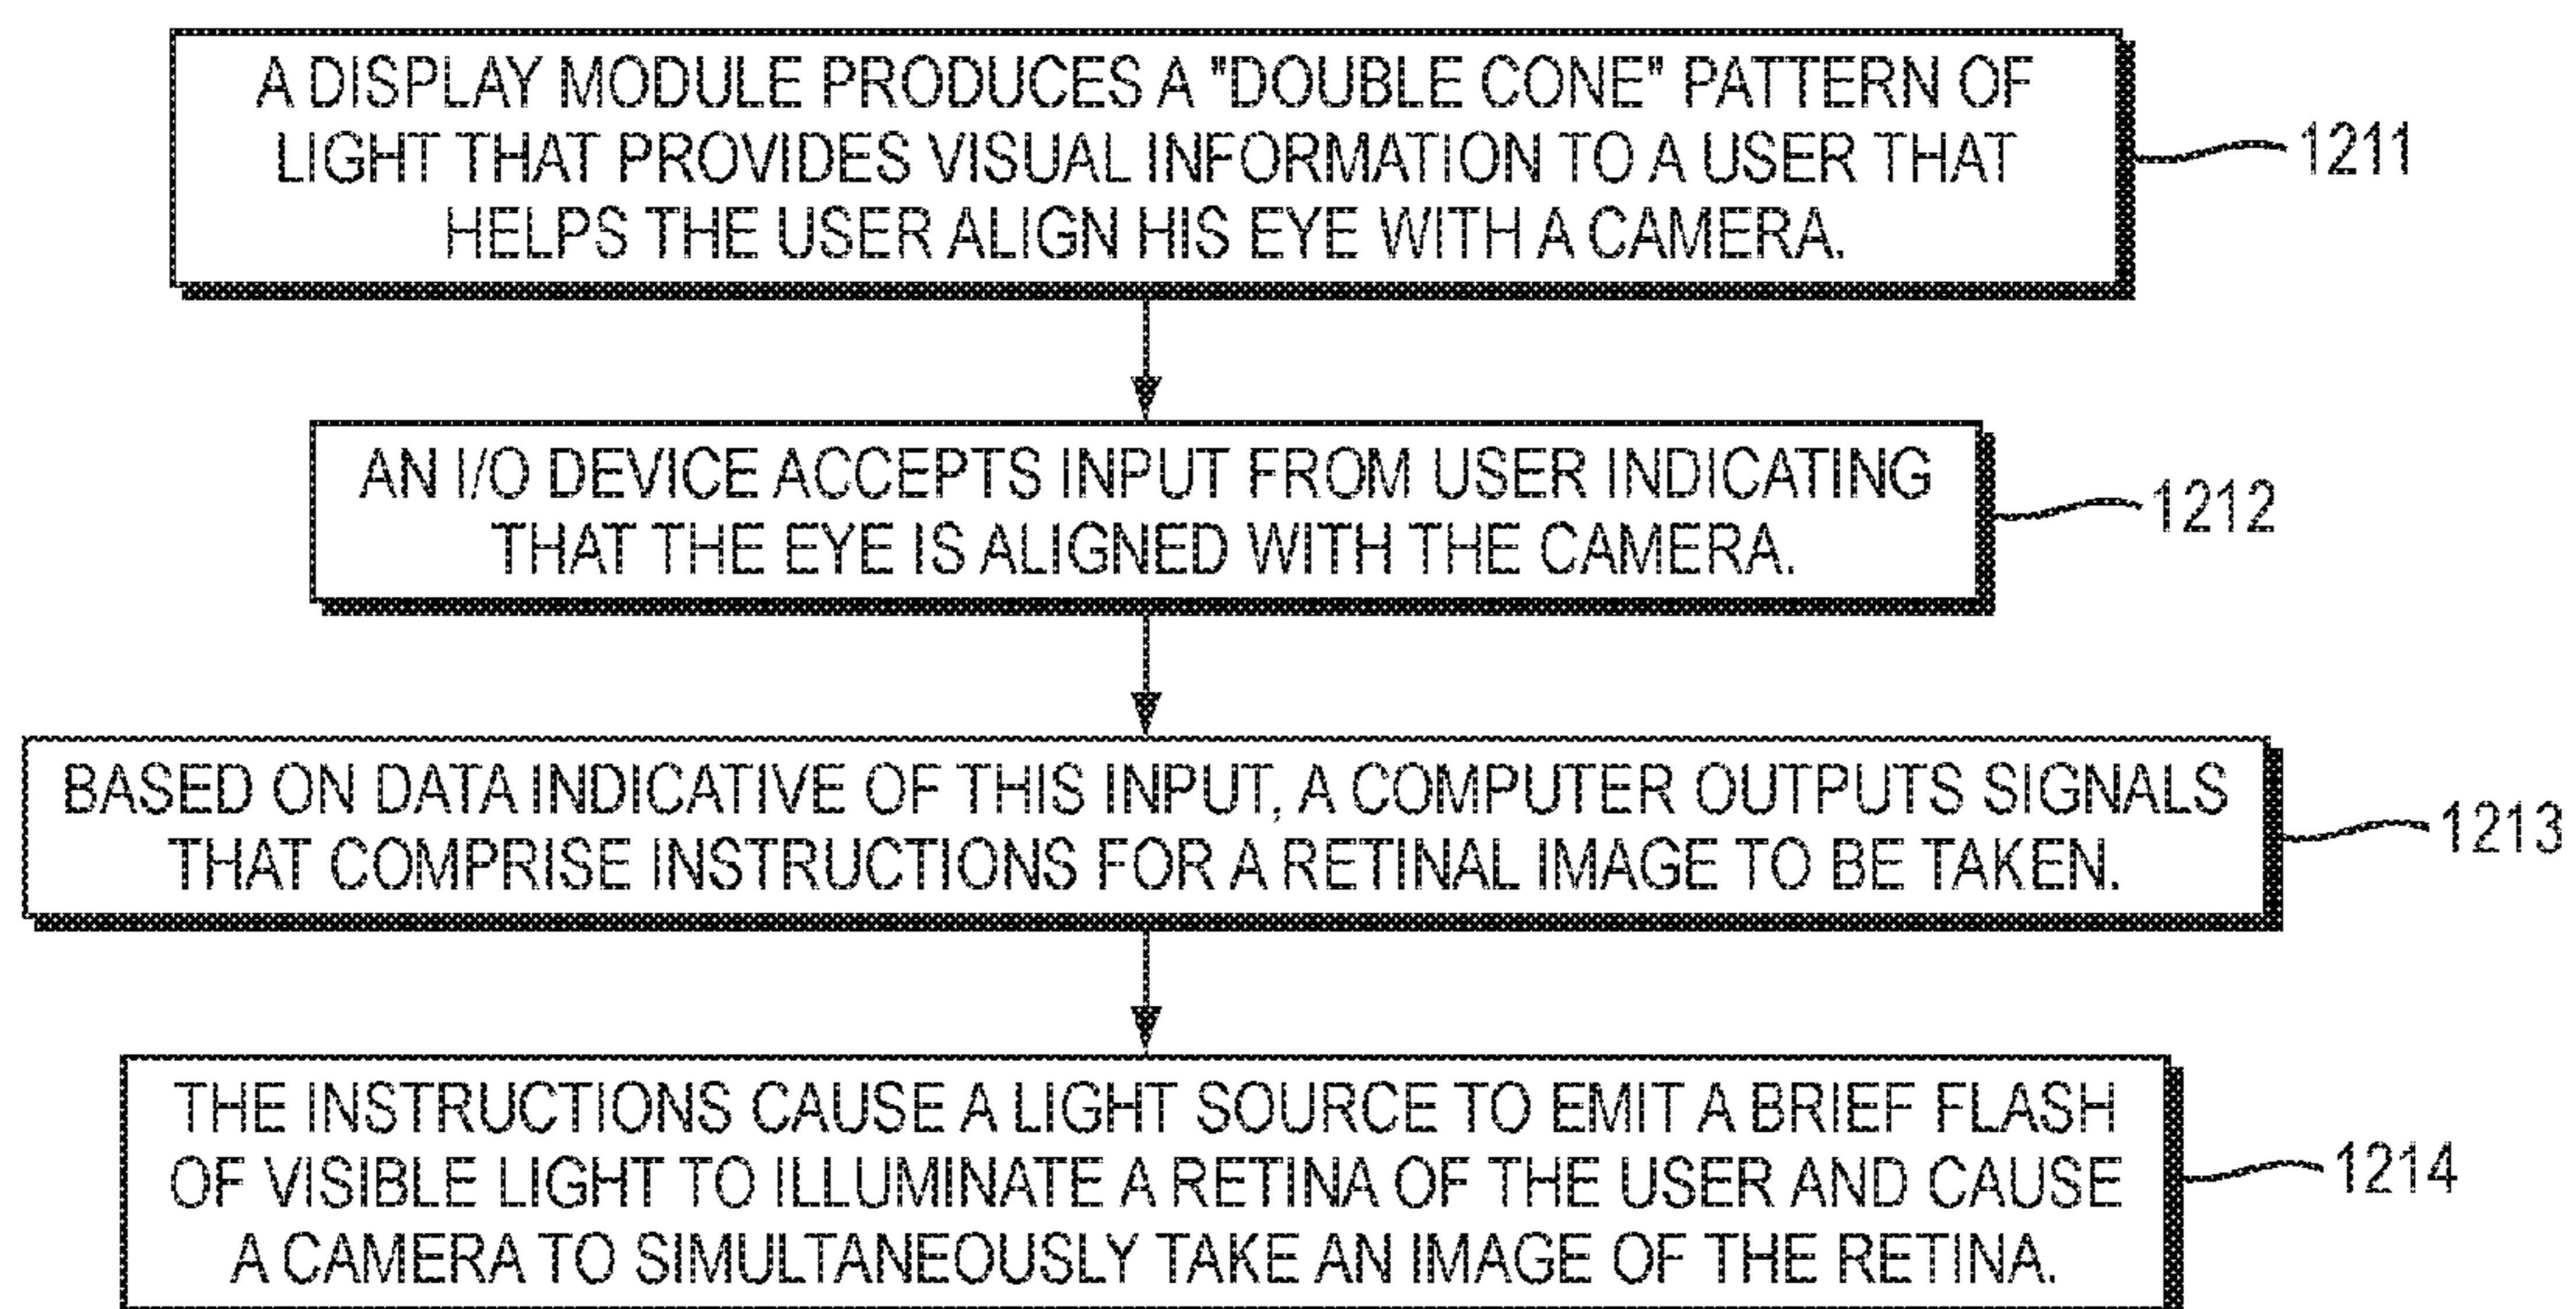 A DISPLAY MODULE PRODUCES A "DOUBLE CONE" PATTERN OF
LIGHT THAT PROVIDES VISUAL INFORMATION TO A USER THAT
HELPS THE USER ALIGN HIS EYE WITH A CAMERA.
1211
AN I/O DEVICE ACCEPTS INPUT FROM USER INDICATING
THAT THE EYE IS ALIGNED WITH THE CAMERA.
1212
BASED ON DATA INDICATIVE OF THIS INPUT, A COMPUTER OUTPUTS SIGNALS
THAT COMPRISE INSTRUCTIONS FOR A RETINAL IMAGE TO BE TAKEN.
1213
THE INSTRUCTIONS CAUSE A LIGHT SOURCE TO EMIT A BRIEF FLASH
OF VISIBLE LIGHT TO ILLUMINATE A RETINA OF THE USER AND CAUSE
A CAMERA TO SIMULTANEOUSLY TAKE AN IMAGE OF THE RETINA.
1214